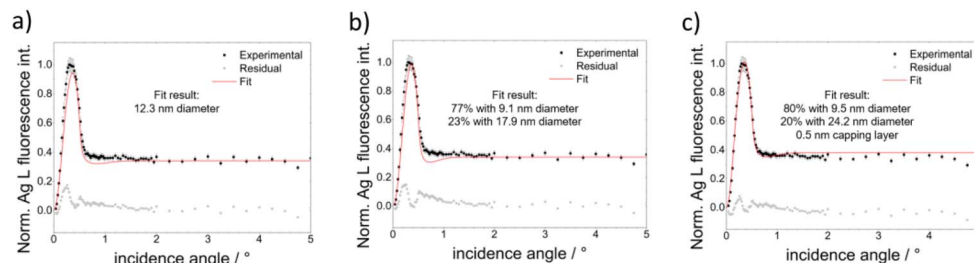 a)
Norm. Ag L fluorescence int.
1.0
0.8
0.6
0.4
0.2
0.0
Experimental
Residual
Fit
Fit result:
12.3 nm diameter
0 1 2 3 4 5
incidence angle / °
b)
Norm. Ag L fluorescence int.
1.0
0.8
0.6
0.4
0.2
0.0
Experimental
Residual
Fit
Fit result:
77% with 9.1 nm diameter
23% with 17.9 nm diameter
0 1 2 3 4 5
incidence angle / °
c)
Norm. Ag L fluorescence int.
1.0
0.8
0.6
0.4
0.2
0.0
Experimental
Residual
Fit
Fit result:
80% with 9.5 nm diameter
20% with 24.2 nm diameter
0.5 nm capping layer
0 1 2 3 4
incidence angle / °